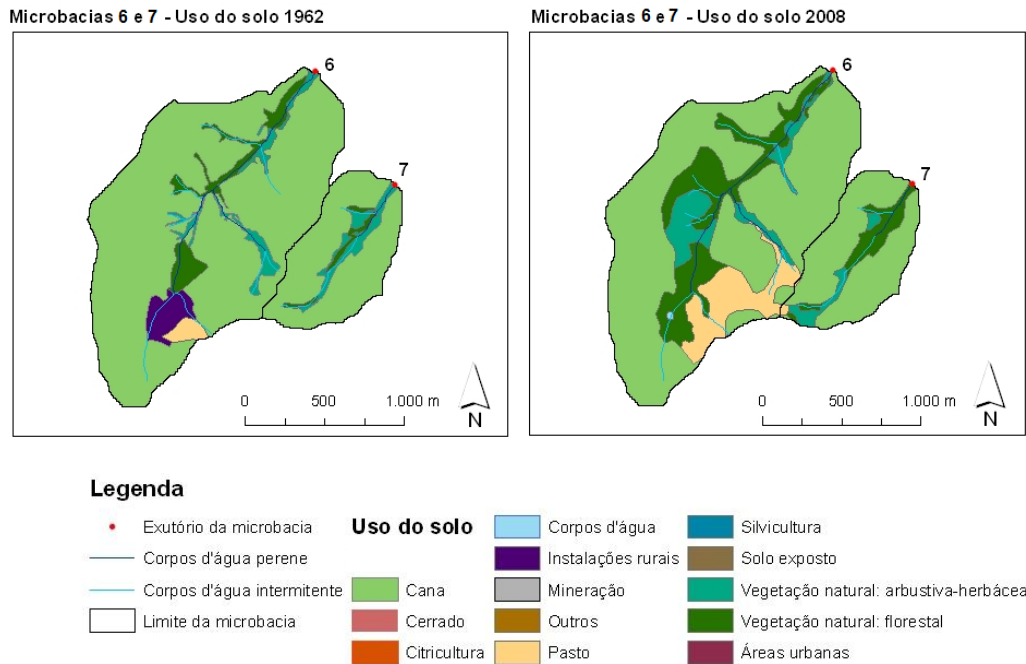 Microbacias 6 e 7 - Uso do solo 1962
Microbacias 6 e 7 - Uso do solo 2008
6
7
0 500 1.000 m
N
6
7
0 500 1.000 m
N
Legenda
Exutório da microbacia
Corpos d'água perene
Corpos d'água intermitente
Limite da microbacia
Uso do solo
Cana
Cerrado
Citricultura
Corpos d'água
Instalações rurais
Mineração
Outros
Pasto
Silvicultura
Solo exposto
Vegetação natural: arbustiva-herbácea
Vegetação natural: florestal
Áreas urbanas